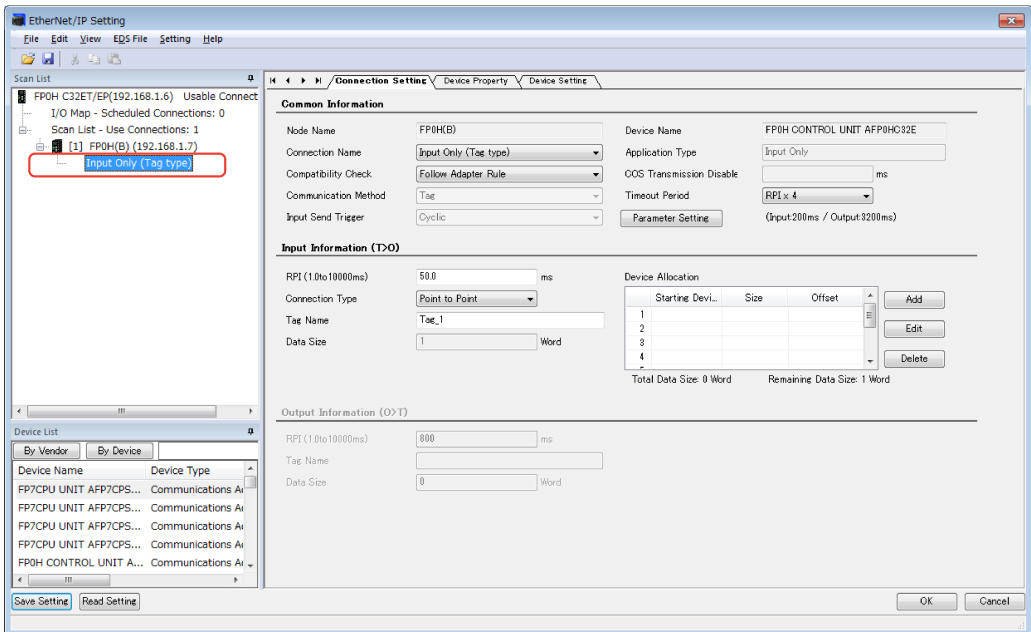 EtherNet/IP Setting
File Edit View EDS File Setting Help
Scan List
FP0H C32ET/EP(192.168.1.6) Usable Connect
I/O Map - Scheduled Connections: 0
Scan List - Use Connections: 1
[1] FP0H(B) (192.168.1.7)
Input Only (Tag type)
Connection Setting Device Property Device Setting
Common Information
Node Name FP0H(B) Device Name FP0H CONTROL UNIT AFP0HC32E
Connection Name Input Only (Tag type) Application Type Input Only
Compatibility Check Follow Adapter Rule COS Transmission Disable ms
Communication Method Tag Timeout Period RPI x 4
Input Send Trigger Cyclic Parameter Setting (Input:200ms / Output:3200ms)
Input Information (T>O)
RPI (1.0to10000ms) 50.0 ms Device Allocation
Connection Type Point to Point Starting Devi... Size Offset Add
Tag Name Tag_1 1
2 Edit
Data Size 1 Word 3
4 Delete
Total Data Size: 0 Word Remaining Data Size: 1 Word
Output Information (O>T)
RPI (1.0to10000ms) 800 ms
Tag Name
Data Size 0 Word
Device List
By Vendor By Device
Device Name Device Type
FP7CPU UNIT AFP7CPS... Communications A
FP7CPU UNIT AFP7CPS... Communications A
FP7CPU UNIT AFP7CPS... Communications A
FP7CPU UNIT AFP7CPS... Communications A
FP0H CONTROL UNIT A... Communications A
Save Setting Read Setting OK Cancel